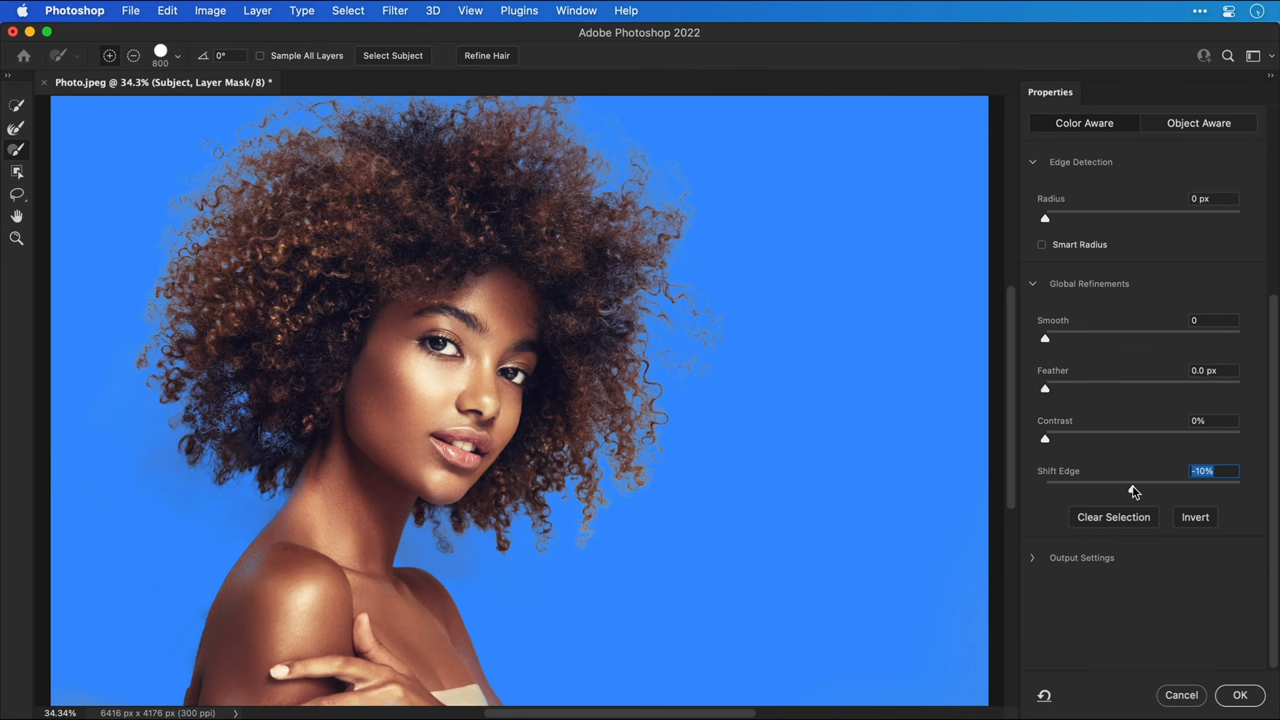 Photoshop File Edit Image Layer Type Select Filter 3D View Plugins Window Help
Adobe Photoshop 2022
800 0° Sample All Layers Select Subject Refine Hair
Photo.jpeg @ 34.3% (Subject, Layer Mask/8) *
Properties
Color Aware Object Aware
Edge Detection
Radius 0 px
Smart Radius
Global Refinements
Smooth 0
Feather 0.0 px
Contrast 0%
Shift Edge -10%
Clear Selection Invert
Output Settings
Cancel OK
34.34% 6416 px x 4176 px (300 ppi)